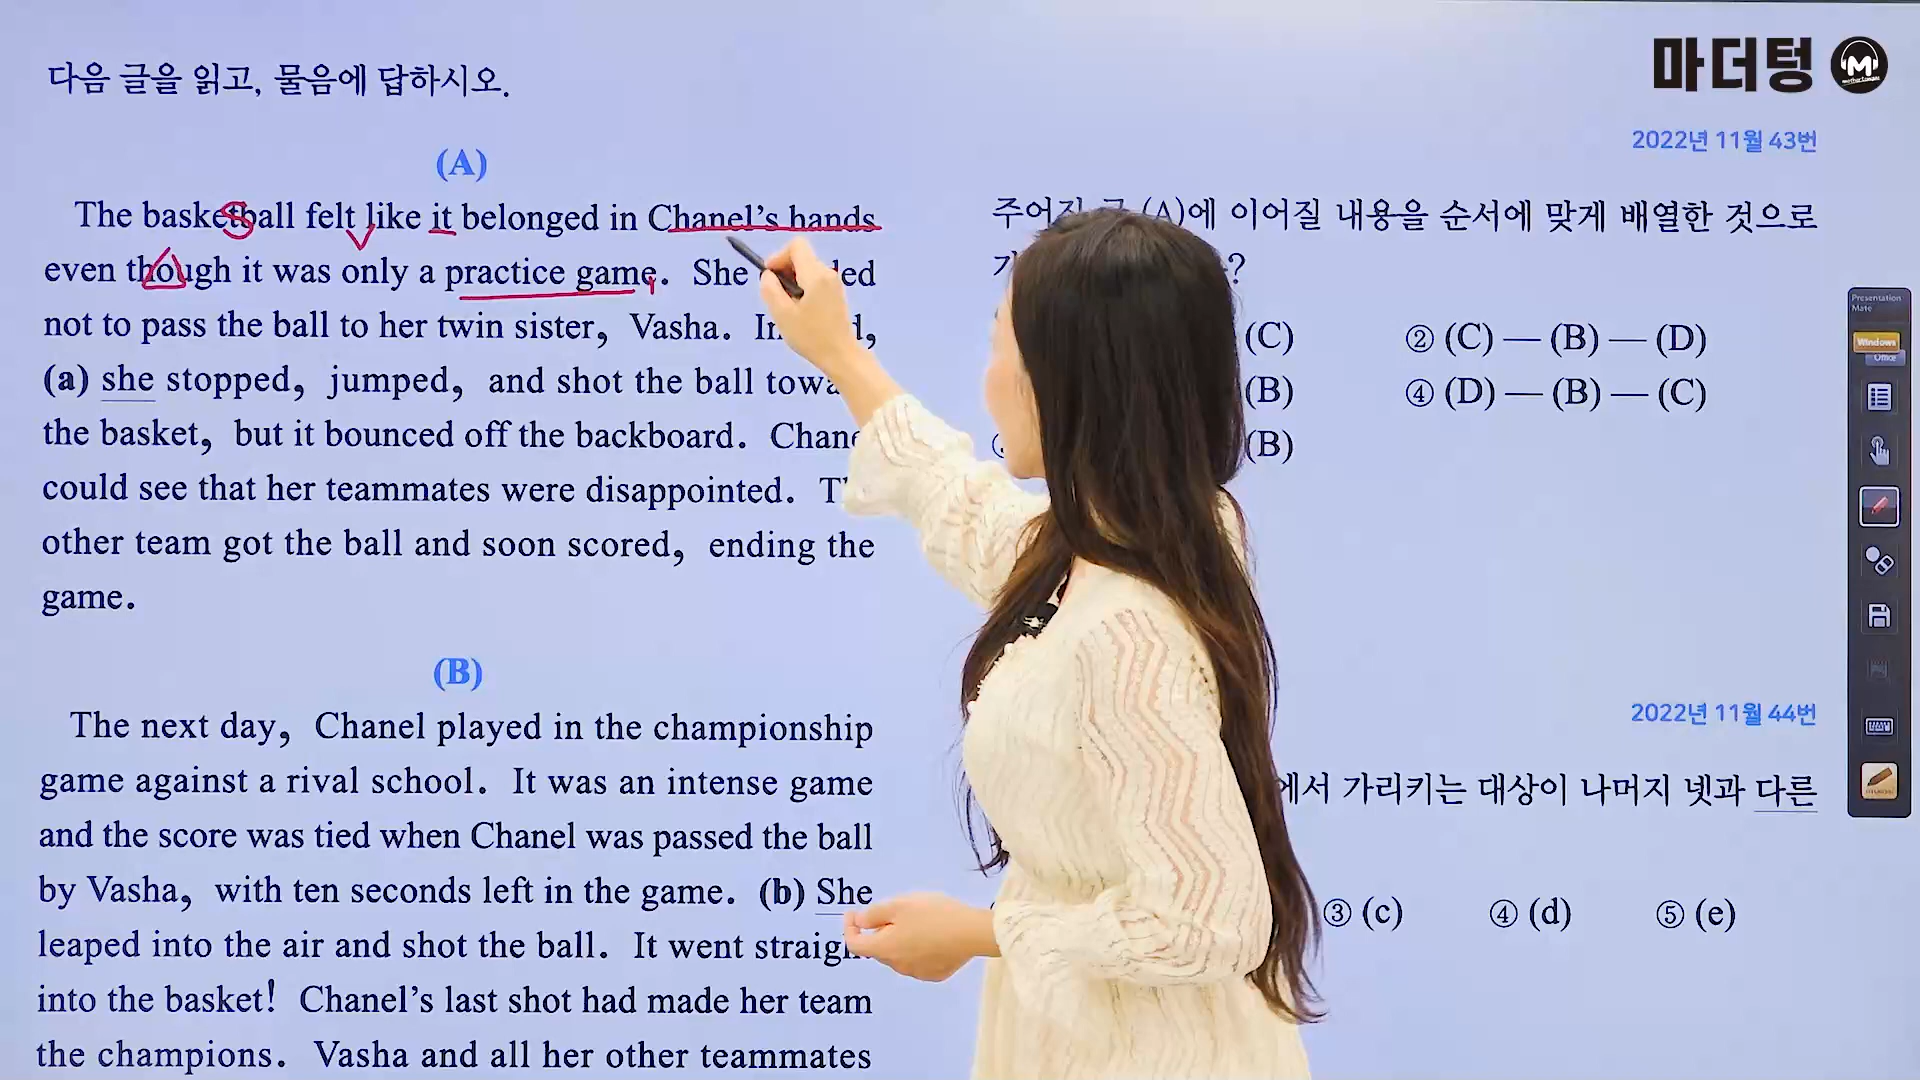 다음 글을 읽고, 물음에 답하시오.
마더텅
2022년 11월 43번
(A)
The basketball felt like it belonged in Chanel's hands
even though it was only a practice game. She
not to pass the ball to her twin sister, Vasha.
(a) she stopped, jumped, and shot the ball
the basket, but it bounced off the backboard.
could see that her teammates were disappointed.
other team got the ball and soon scored, ending the
game.
(B)
The next day, Chanel played in the championship
game against a rival school. It was an intense game
and the score was tied when Chanel was passed the ball
by Vasha, with ten seconds left in the game. (b) She
leaped into the air and shot the ball. It went
into the basket! Chanel's last shot had made her team
the champions. Vasha and all her other teammates
(A)에 이어질 내용을 순서에 맞게 배열한 것으로
?
(C) ② (C) — (B) — (D)
(B) ④ (D) — (B) — (C)
(B)
2022년 11월 44번
에서 가리키는 대상이 나머지 넷과 다른
③ (c) ④ (d) ⑤ (e)
Presentation
Mate
Windows
Office